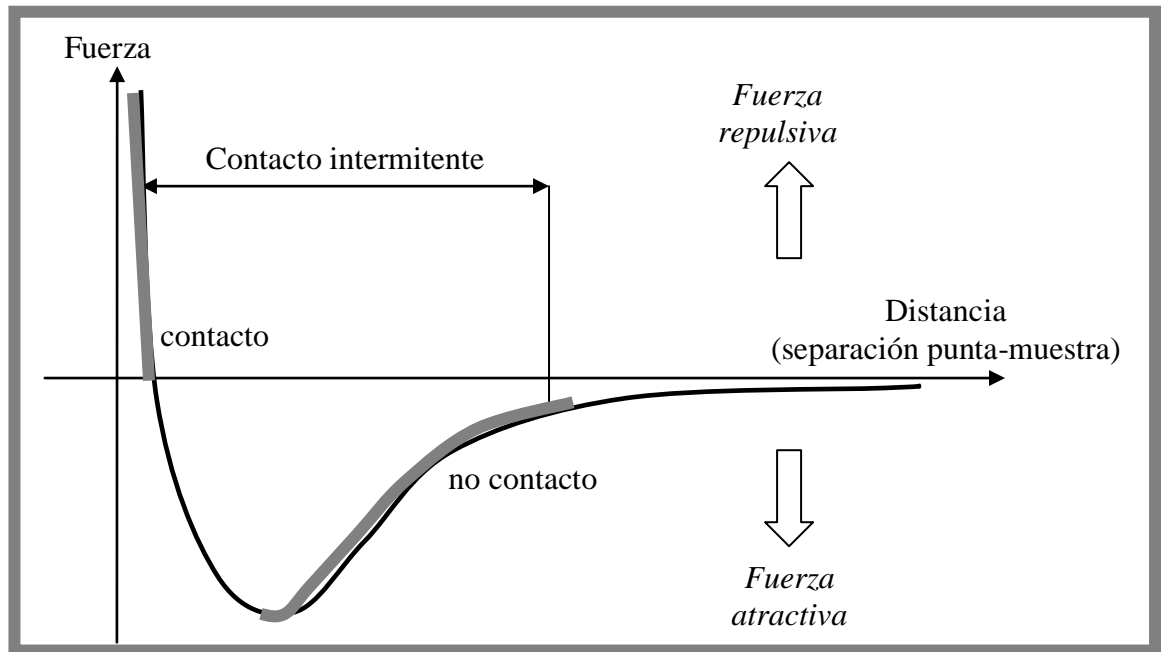 Fuerza
Fuerza
repulsiva
Contacto intermitente
Distancia
(separación punta-muestra)
contacto
no contacto
Fuerza
atractiva